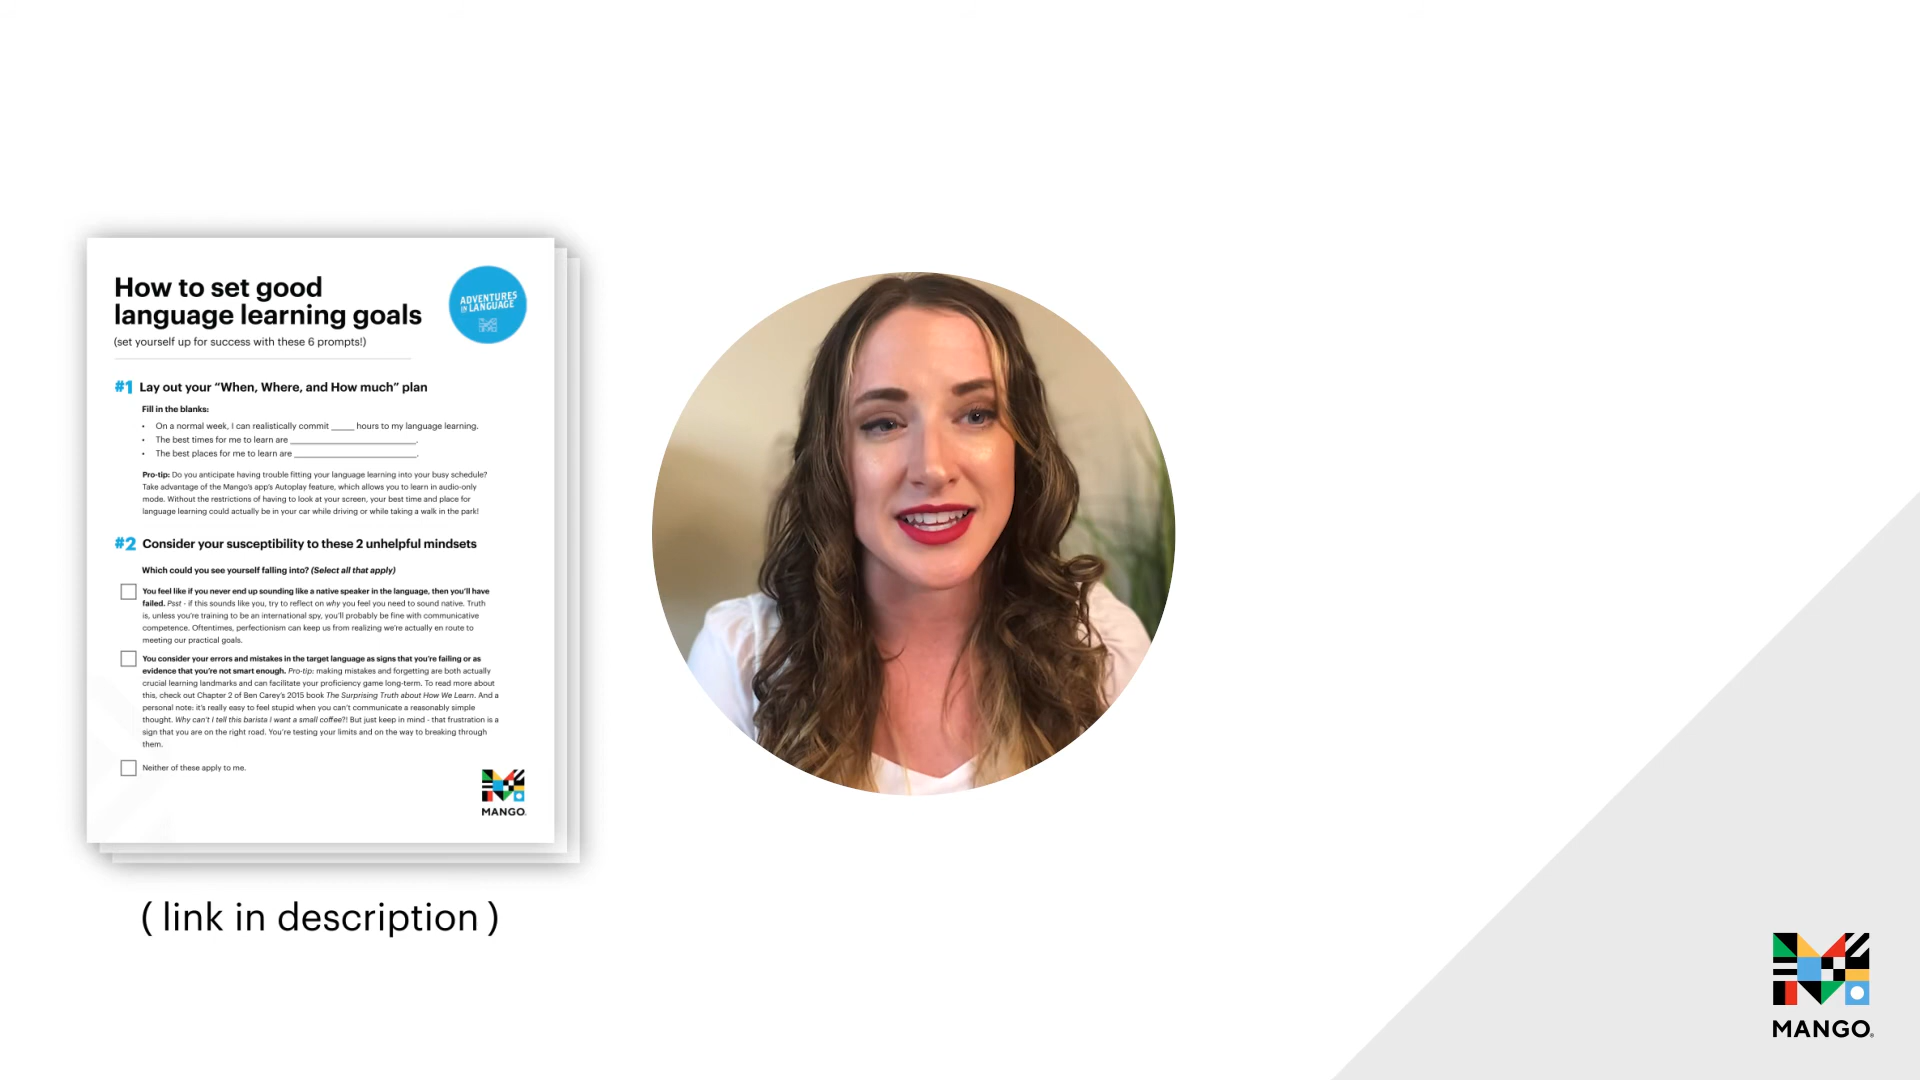 How to set good
language learning goals
(set yourself up for success with these 6 prompts!)
ADVENTURES
IN LANGUAGE
#1 Lay out your “When, Where, and How much” plan
Fill in the blanks:
• On a normal week, I can realistically commit _____ hours to my language learning.
• The best times for me to learn are ____________________________.
• The best places for me to learn are ___________________________.
Pro-tip: Do you anticipate having trouble fitting your language learning into your busy schedule?
Take advantage of the Mango's app's Autoplay feature, which allows you to learn in audio-only
mode. Without the restrictions of having to look at your screen, your best time and place for
language learning could actually be in your car while driving or while taking a walk in the park!
#2 Consider your susceptibility to these 2 unhelpful mindsets
Which could you see yourself falling into? (Select all that apply)
You feel like if you never end up sounding like a native speaker in the language, then you'll have
failed. Psst - if this sounds like you, try to reflect on why you feel you need to sound native. Truth
is, unless you're training to be an international spy, you'll probably be fine with communicative
competence. Oftentimes, perfectionism can keep us from realizing we're actually en route to
meeting our practical goals.
You consider your errors and mistakes in the target language as signs that you're failing or as
evidence that you're not smart enough. Pro-tip: making mistakes and forgetting are both actually
crucial learning landmarks and can facilitate your proficiency game long-term. To read more about
this, check out Chapter 2 of Ben Carey's 2015 book The Surprising Truth about How We Learn. And a
personal note: it's really easy to feel stupid when you can't communicate a reasonably simple
thought. Why can't I tell this barista I want a small coffee?! But just keep in mind - that frustration is a
sign that you are on the right road. You're testing your limits and on the way to breaking through
them.
Neither of these apply to me.
MANGO
( link in description )
MANGO